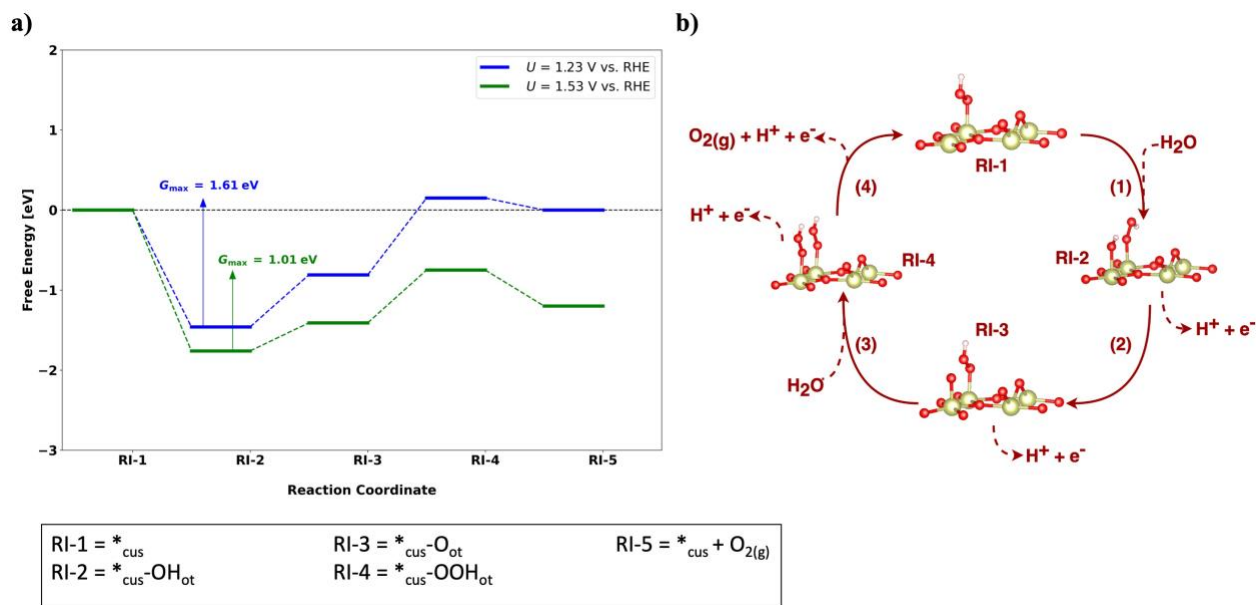 a)
2
1
0
−1
−2
−3
Free Energy [eV]
U = 1.23 V vs. RHE
U = 1.53 V vs. RHE
Gmax = 1.61 eV
Gmax = 1.01 eV
RI-1 RI-2 RI-3 RI-4 RI-5
Reaction Coordinate
b)
O2(g) + H+ + e-
H2O
RI-1
(4)
(1)
H+ + e-
RI-4
RI-2
RI-3
(3)
(2)
H+ + e-
H2O
H+ + e-
RI-1 = *cus RI-3 = *cus-Oot RI-5 = *cus + O2(g)
RI-2 = *cus-OHot RI-4 = *cus-OOHot